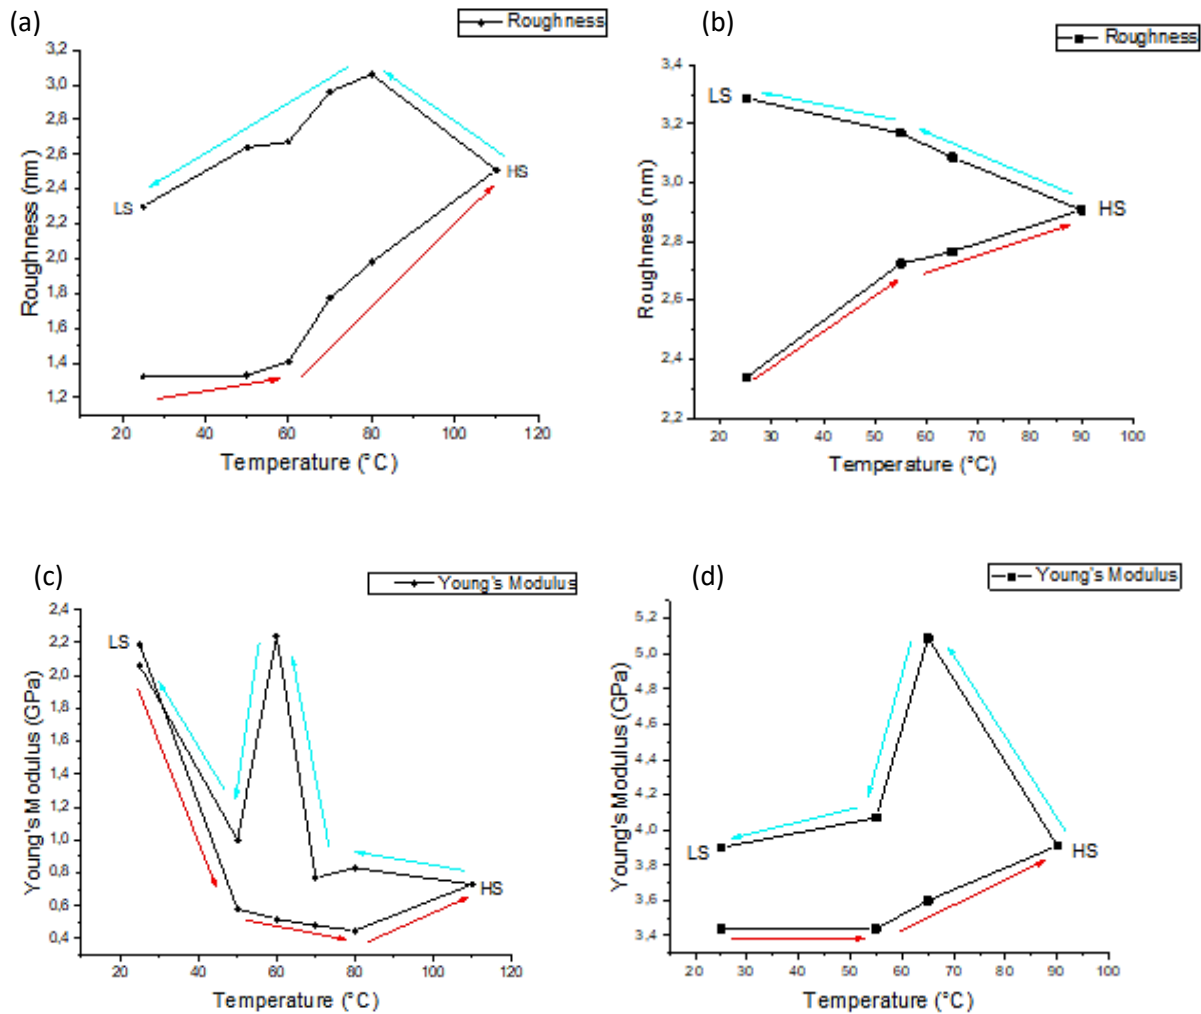 (a)
Roughness
3,2
3,0
2,8
2,6
2,4
2,2
2,0
1,8
1,6
1,4
1,2
Roughness (nm)
LS
HS
20 40 60 80 100 120
Temperature (°C)
(b)
Roughness
3,4
3,2
3,0
2,8
2,6
2,4
2,2
Roughness (nm)
LS
HS
20 30 40 50 60 70 80 90 100
Temperature (°C)
(c)
Young's Modulus
2,4
2,2
2,0
1,8
1,6
1,4
1,2
1,0
0,8
0,6
0,4
Young's Modulus (GPa)
LS
HS
20 40 60 80 100 120
Temperature (°C)
(d)
Young's Modulus
5,2
5,0
4,8
4,6
4,4
4,2
4,0
3,8
3,6
3,4
Young's Modulus (GPa)
LS
HS
20 30 40 50 60 70 80 90 100
Temperature (°C)